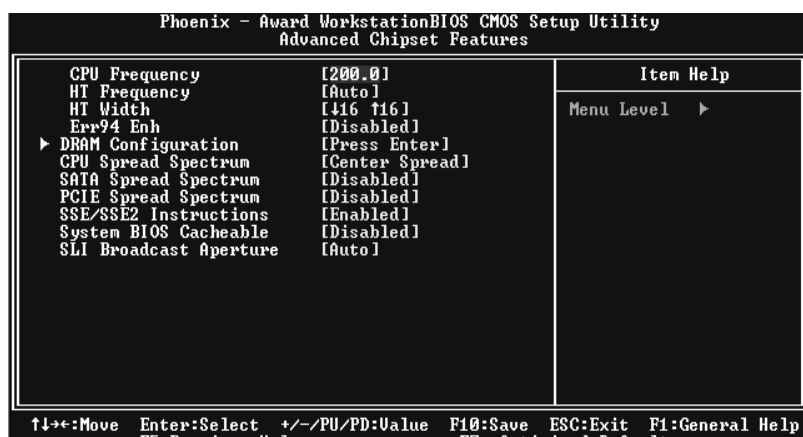 Phoenix - Award WorkstationBIOS CMOS Setup Utility
Advanced Chipset Features
CPU Frequency [200.0]
HT Frequency [Auto]
HT Width [↓16 ↑16]
Err94 Enh [Disabled]
▶ DRAM Configuration [Press Enter]
CPU Spread Spectrum [Center Spread]
SATA Spread Spectrum [Disabled]
PCIE Spread Spectrum [Disabled]
SSE/SSE2 Instructions [Enabled]
System BIOS Cacheable [Disabled]
SLI Broadcast Aperture [Auto]
Item Help
Menu Level ▶
↑↓→←:Move Enter:Select +/-/PU/PD:Value F10:Save ESC:Exit F1:General Help